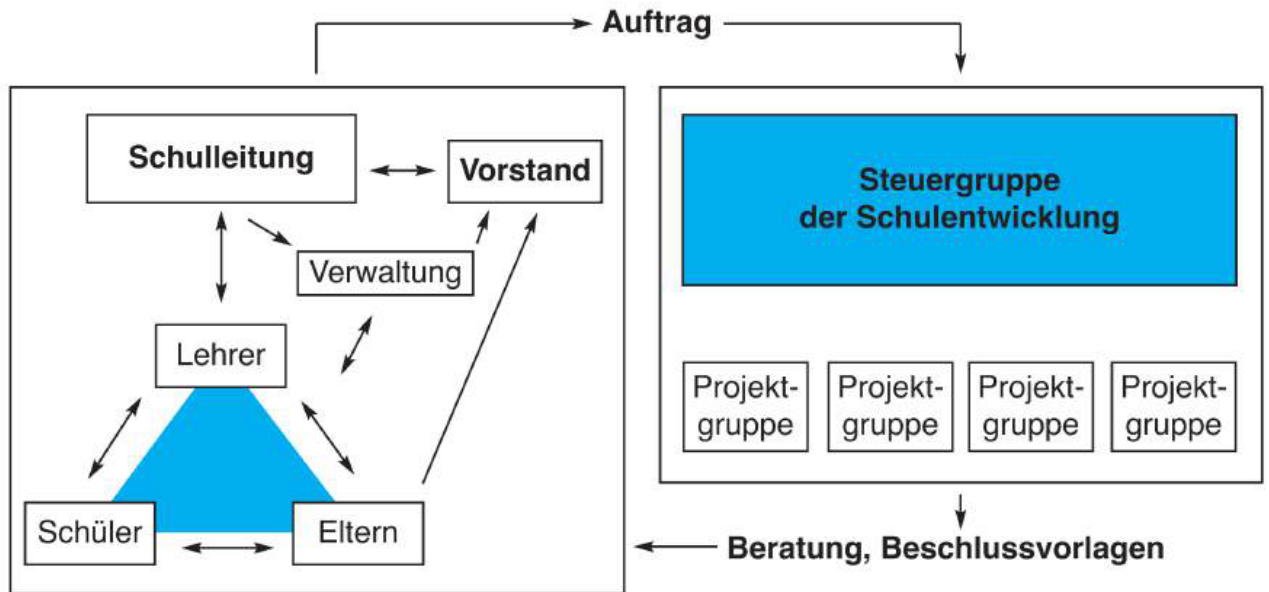 Auftrag
Schulleitung
Vorstand
Verwaltung
Lehrer
Schüler
Eltern
Steuergruppe
der Schulentwicklung
Projekt-
gruppe
Projekt-
gruppe
Projekt-
gruppe
Projekt-
gruppe
Beratung, Beschlussvorlagen